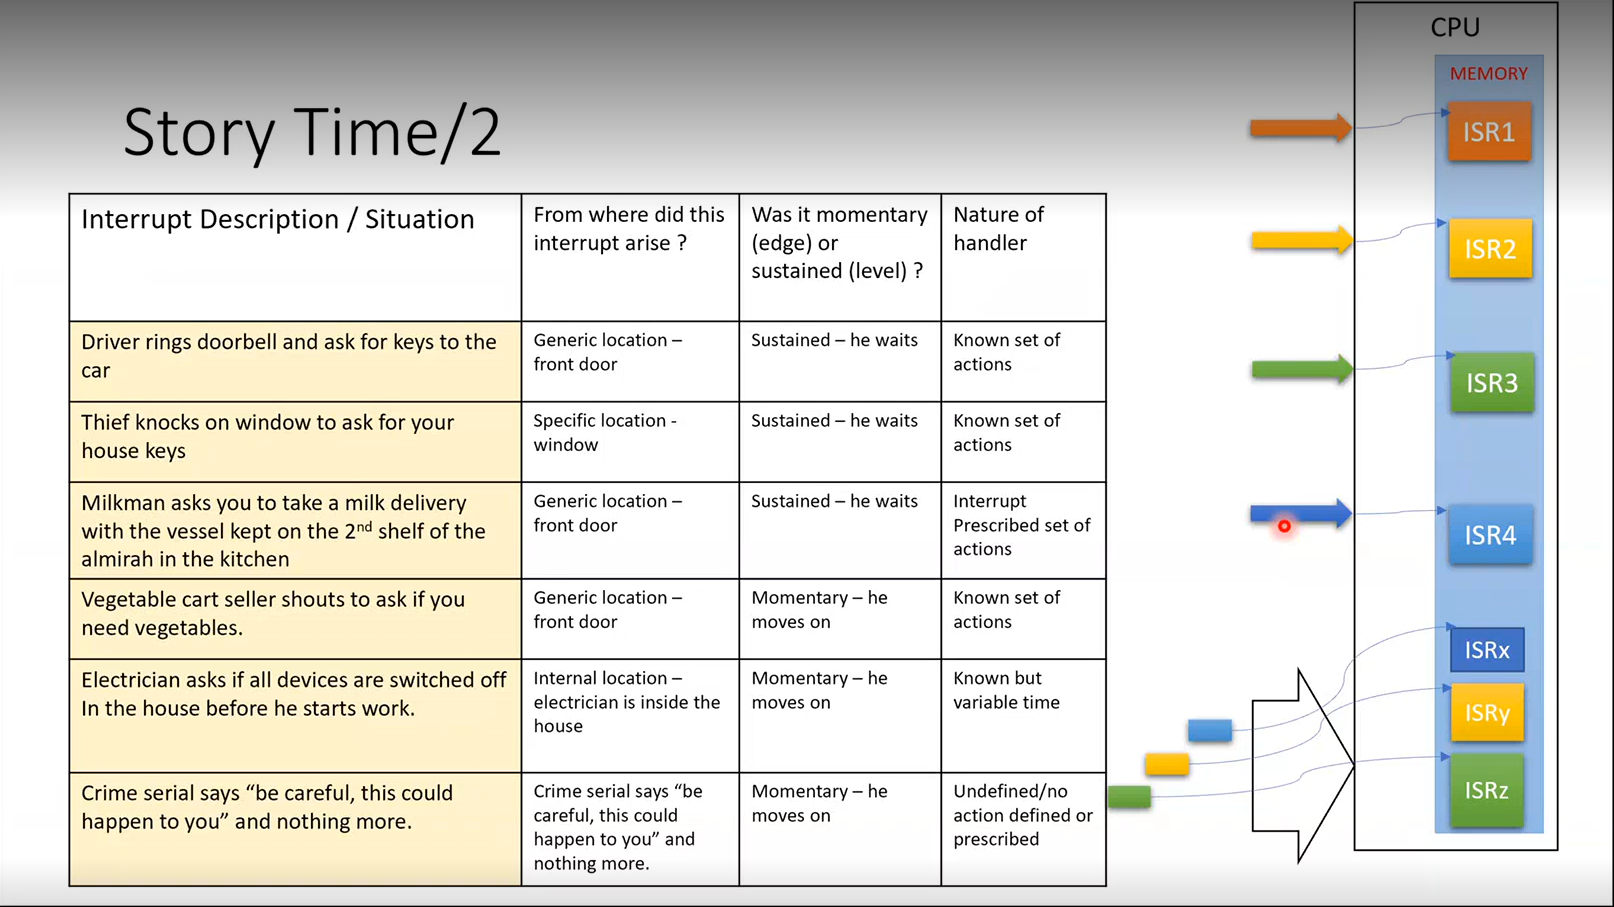 Story Time/2
Interrupt Description / Situation
From where did this
interrupt arise ?
Was it momentary
(edge) or
sustained (level) ?
Nature of
handler
Driver rings doorbell and ask for keys to the
car
Generic location –
front door
Sustained – he waits
Known set of
actions
Thief knocks on window to ask for your
house keys
Specific location -
window
Sustained – he waits
Known set of
actions
Milkman asks you to take a milk delivery
with the vessel kept on the 2nd shelf of the
almirah in the kitchen
Generic location –
front door
Sustained – he waits
Interrupt
Prescribed set of
actions
Vegetable cart seller shouts to ask if you
need vegetables.
Generic location –
front door
Momentary – he
moves on
Known set of
actions
Electrician asks if all devices are switched off
In the house before he starts work.
Internal location –
electrician is inside the
house
Momentary – he
moves on
Known but
variable time
Crime serial says “be careful, this could
happen to you” and nothing more.
Crime serial says “be
careful, this could
happen to you” and
nothing more.
Momentary – he
moves on
Undefined/no
action defined or
prescribed
CPU
MEMORY
ISR1
ISR2
ISR3
ISR4
ISRx
ISRy
ISRz